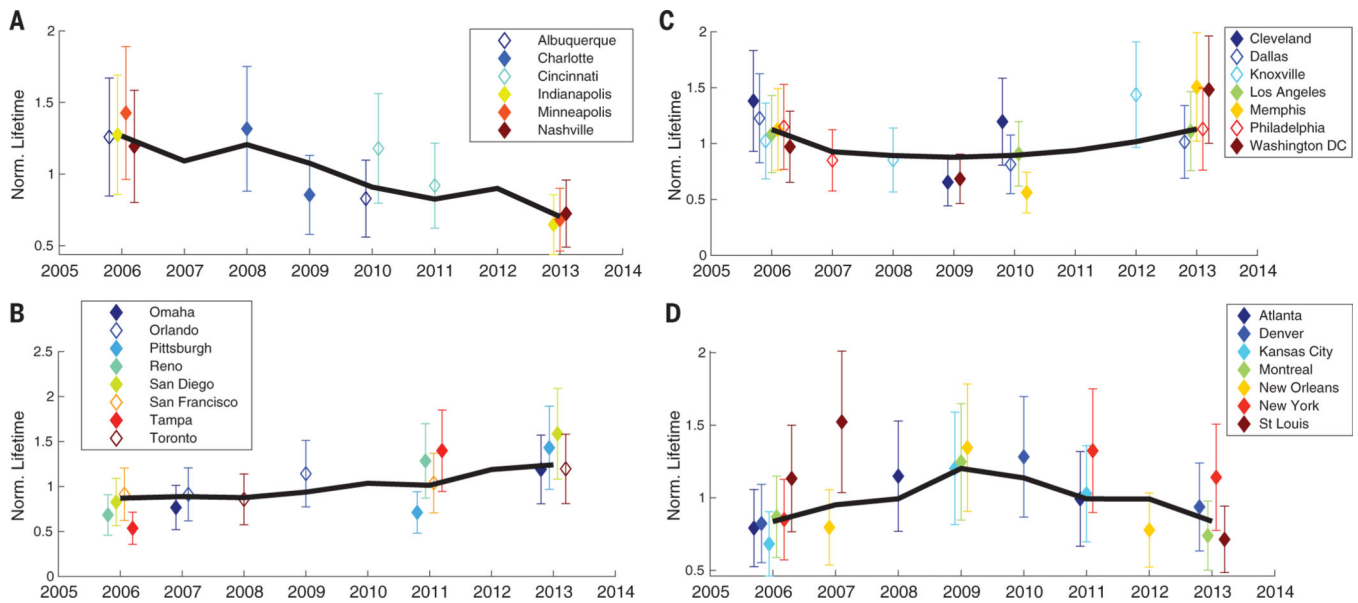 A
Norm. Lifetime
2
1.5
1
0.5
2005 2006 2007 2008 2009 2010 2011 2012 2013 2014
Albuquerque
Charlotte
Cincinnati
Indianapolis
Minneapolis
Nashville
B
Norm. Lifetime
2.5
2
1.5
1
0.5
0
2005 2006 2007 2008 2009 2010 2011 2012 2013 2014
Omaha
Orlando
Pittsburgh
Reno
San Diego
San Francisco
Tampa
Toronto
C
Norm. Lifetime
2
1.5
1
0.5
0
2005 2006 2007 2008 2009 2010 2011 2012 2013 2014
Cleveland
Dallas
Knoxville
Los Angeles
Memphis
Philadelphia
Washington DC
D
Norm. Lifetime
2
1.5
1
0.5
2005 2006 2007 2008 2009 2010 2011 2012 2013 2014
Atlanta
Denver
Kansas City
Montreal
New Orleans
New York
St Louis